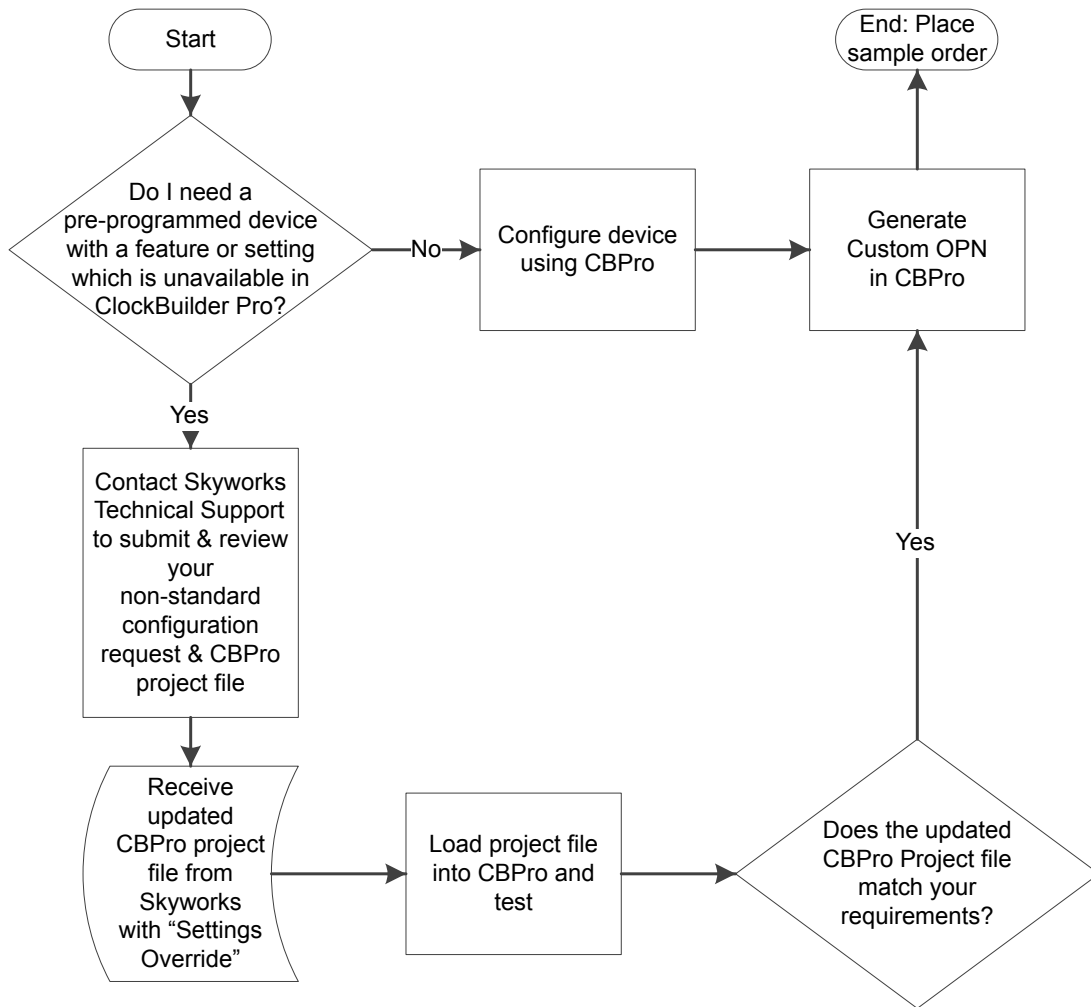 Start
Do I need a
pre-programmed device
with a feature or setting
which is unavailable in
ClockBuilder Pro?
No
Configure device
using CBPro
Generate
Custom OPN
in CBPro
End: Place
sample order
Yes
Contact Skyworks
Technical Support
to submit & review
your
non-standard
configuration
request & CBPro
project file
Receive
updated
CBPro project
file from
Skyworks
with “Settings
Override”
Load project file
into CBPro and
test
Does the updated
CBPro Project file
match your
requirements?
Yes